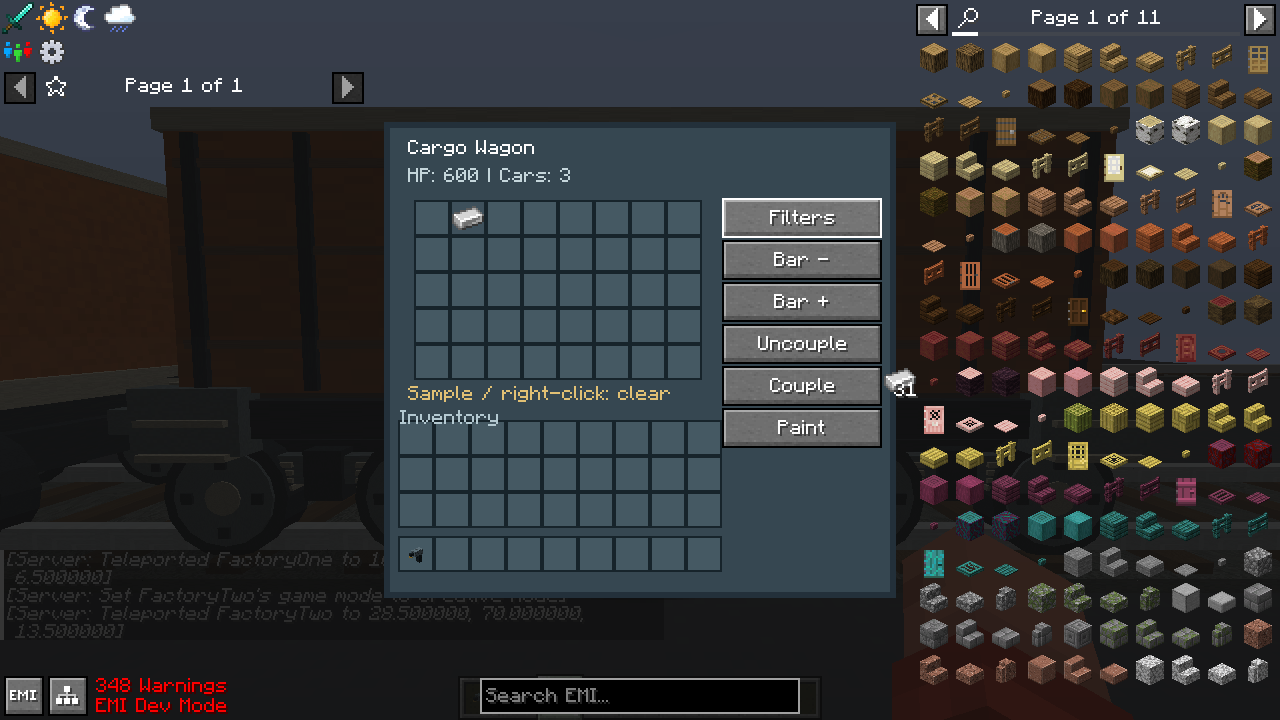 Page 1 of 11
Page 1 of 1
Cargo Wagon
HP: 600 | Cars: 3
Filters
Bar -
Bar +
Uncouple
Couple
31
Paint
Sample / right-click: clear
Inventory
[Server: Teleported FactoryOne to
6.500000]
[Server: Set FactoryTwo's game mode to Creative Mode]
[Server: Teleported FactoryTwo to 28.500000, 70.000000,
13.500000]
EMI
348 Warnings
EMI Dev Mode
Search EMI...